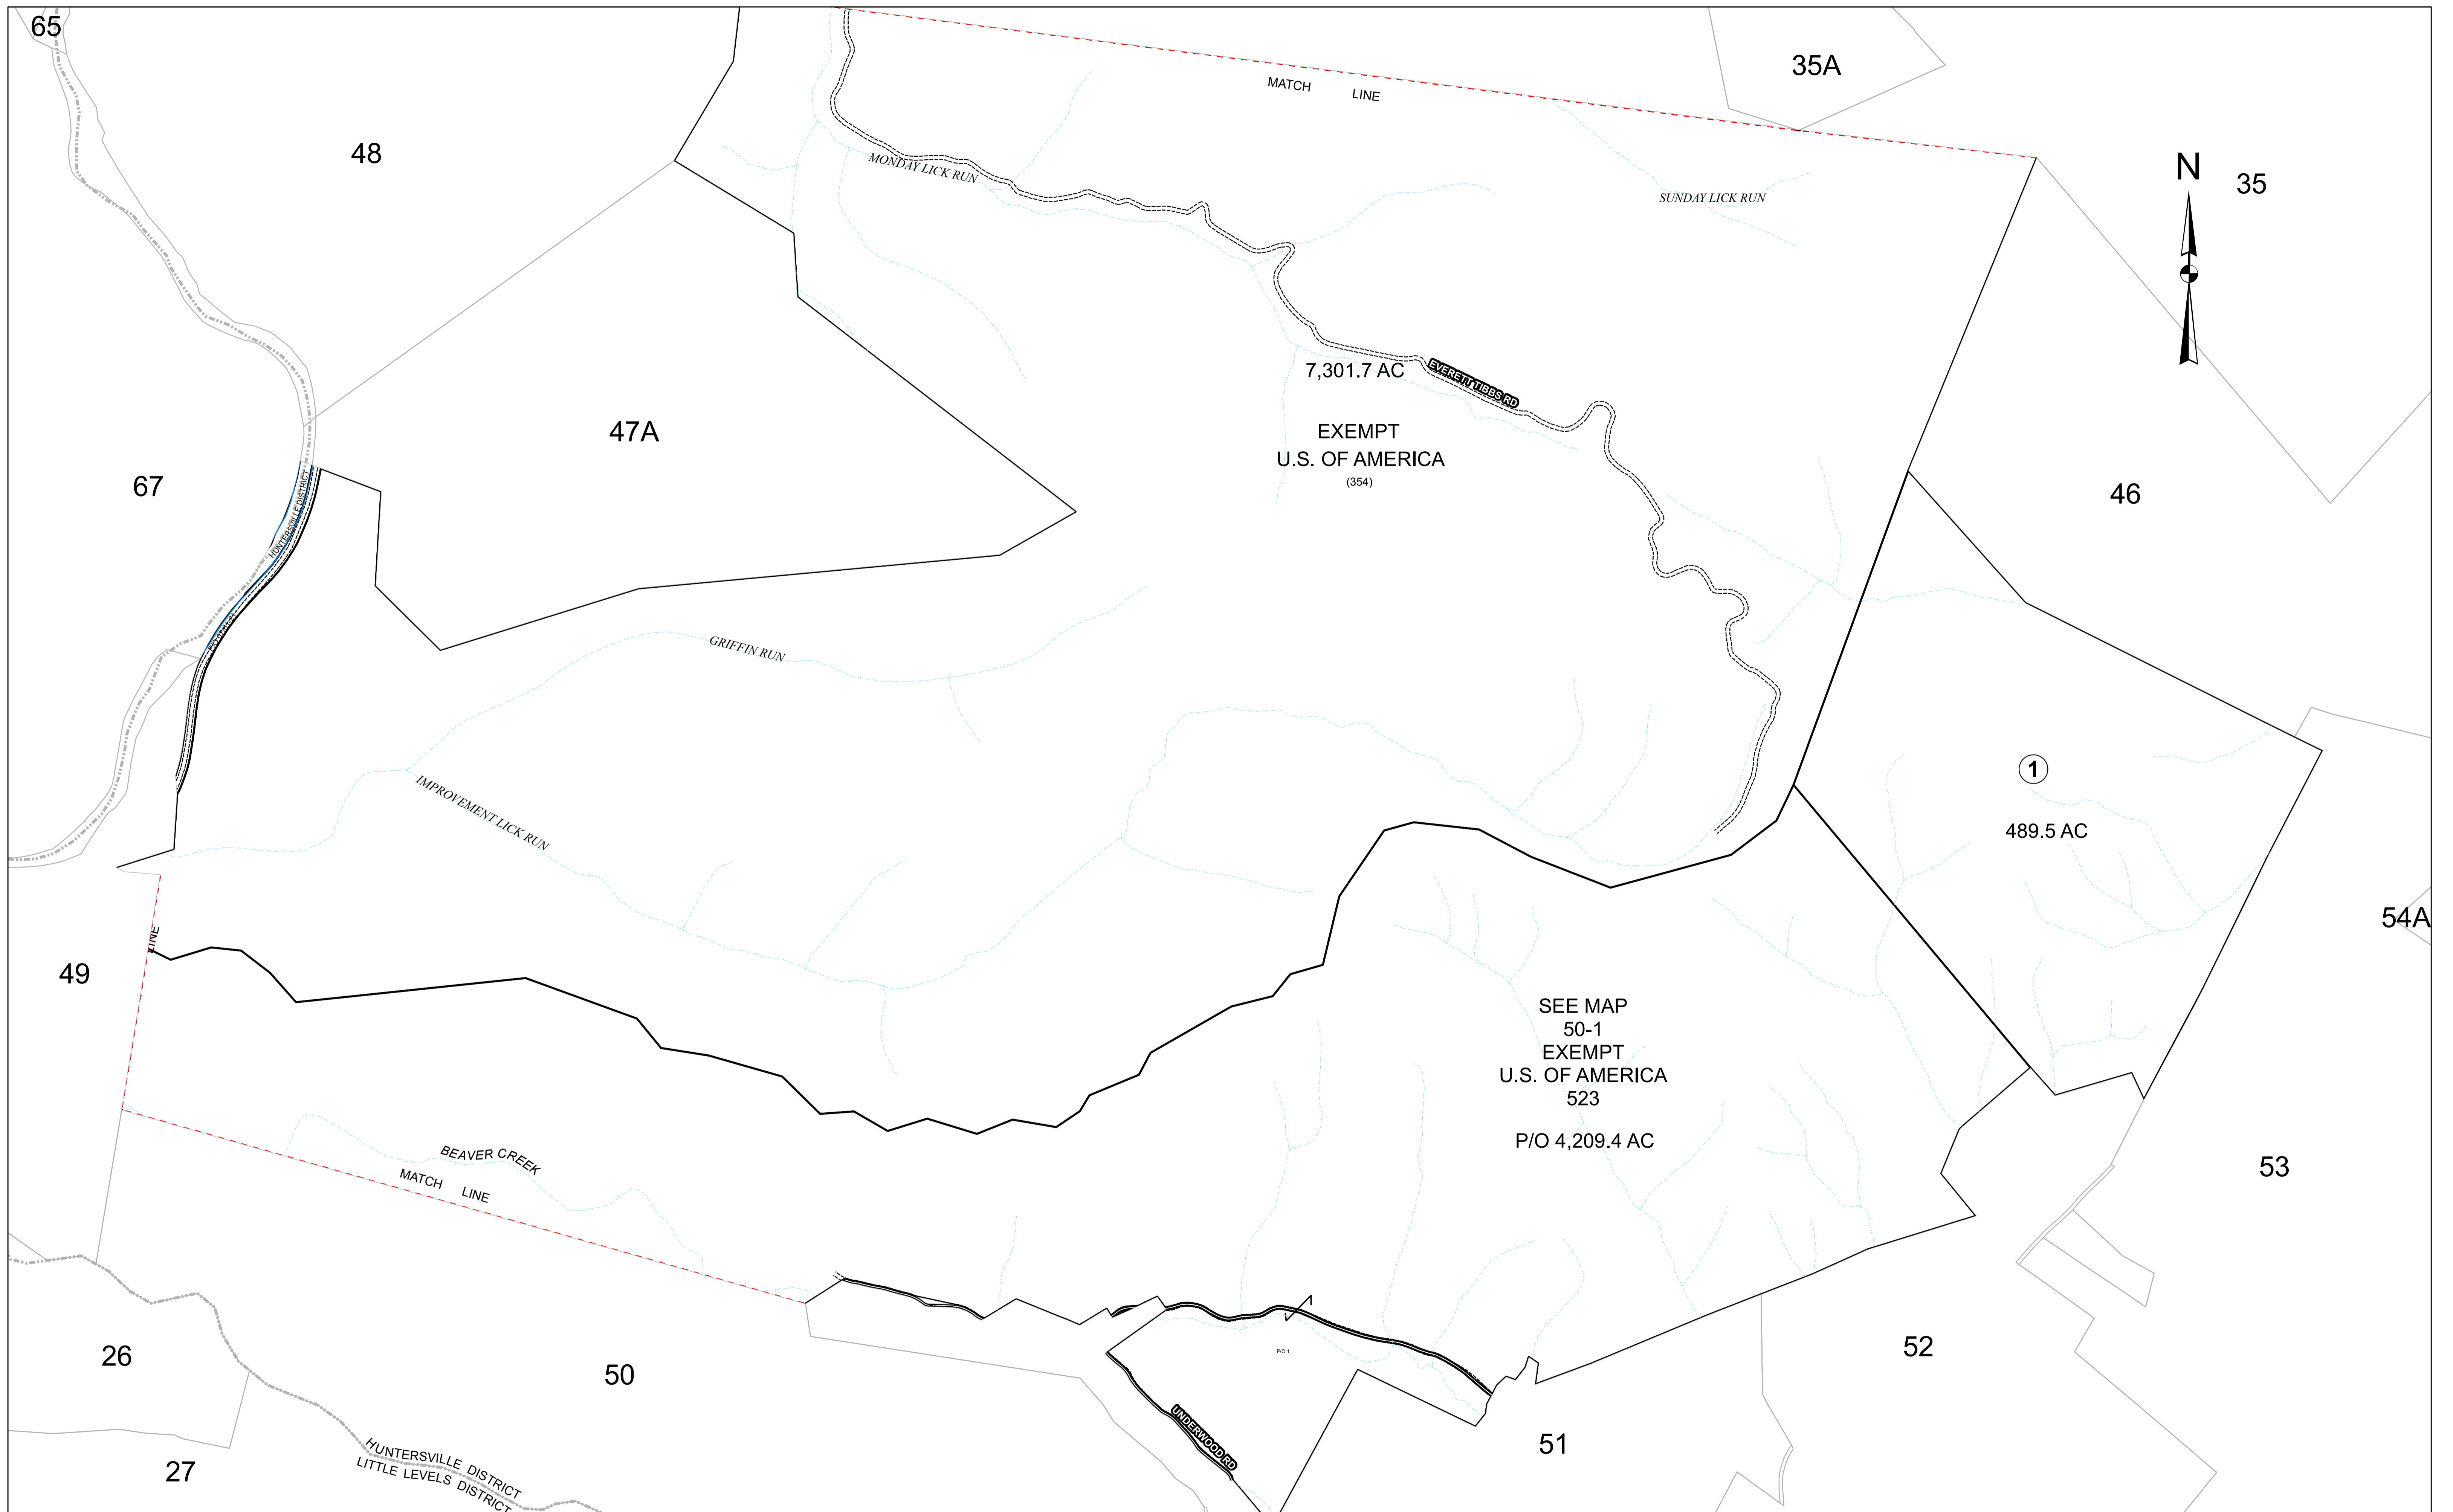 65
35A
MATCH LINE
48
N
35
MONDAY LICK RUN
SUNDAY LICK RUN
7,301.7 AC
EVERETT TIBBS RD
EXEMPT
U.S. OF AMERICA
(354)
47A
67
46
HUNTERSVILLE DISTRICT
GRIFFIN RUN
1
489.5 AC
IMPROVEMENT LICK RUN
54A
LINE
49
SEE MAP
50-1
EXEMPT
U.S. OF AMERICA
523
P/O 4,209.4 AC
BEAVER CREEK
MATCH LINE
53
26
50
P/O 1
52
UNDERWOOD RD
51
27
HUNTERSVILLE DISTRICT
LITTLE LEVELS DISTRICT